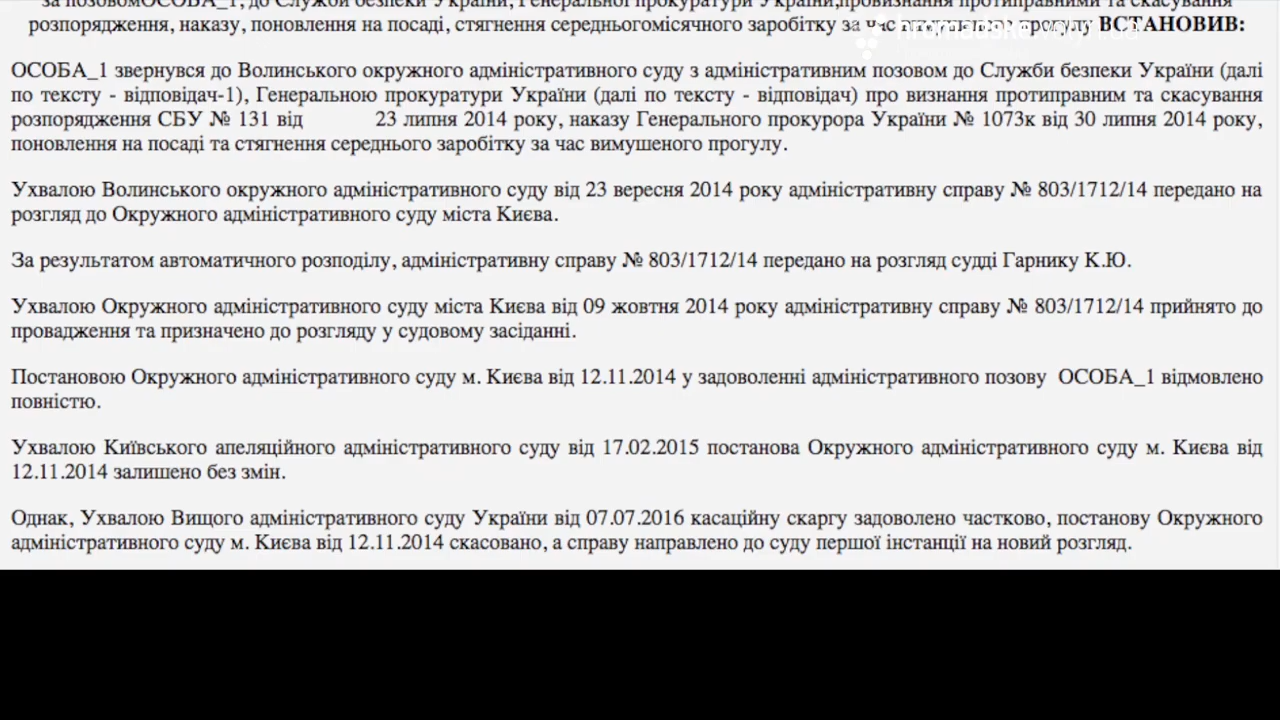 за позовом ОСОБА_1, до Служби безпеки України, Генеральної прокуратури України,провизнання протиправними та скасування
розпорядження, наказу, поновлення на посаді, стягнення середньогомісячного заробітку за час прогулу ВСТАНОВИВ:
ОСОБА_1 звернувся до Волинського окружного адміністративного суду з адміністративним позовом до Служби безпеки України (далі
по тексту - відповідач-1), Генеральною прокуратури України (далі по тексту - відповідач) про визнання протиправним та скасування
розпорядження СБУ № 131 від 23 липня 2014 року, наказу Генерального прокурора України № 1073к від 30 липня 2014 року,
поновлення на посаді та стягнення середнього заробітку за час вимушеного прогулу.
Ухвалою Волинського окружного адміністративного суду від 23 вересня 2014 року адміністративну справу № 803/1712/14 передано на
розгляд до Окружного адміністративного суду міста Києва.
За результатом автоматичного розподілу, адміністративну справу № 803/1712/14 передано на розгляд судді Гарнику К.Ю.
Ухвалою Окружного адміністративного суду міста Києва від 09 жовтня 2014 року адміністративну справу № 803/1712/14 прийнято до
провадження та призначено до розгляду у судовому засіданні.
Постановою Окружного адміністративного суду м. Києва від 12.11.2014 у задоволенні адміністративного позову ОСОБА_1 відмовлено
повністю.
Ухвалою Київського апеляційного адміністративного суду від 17.02.2015 постанова Окружного адміністративного суду м. Києва від
12.11.2014 залишено без змін.
Однак, Ухвалою Вищого адміністративного суду України від 07.07.2016 касаційну скаргу задоволено частково, постанову Окружного
адміністративного суду м. Києва від 12.11.2014 скасовано, а справу направлено до суду першої інстанції на новий розгляд.